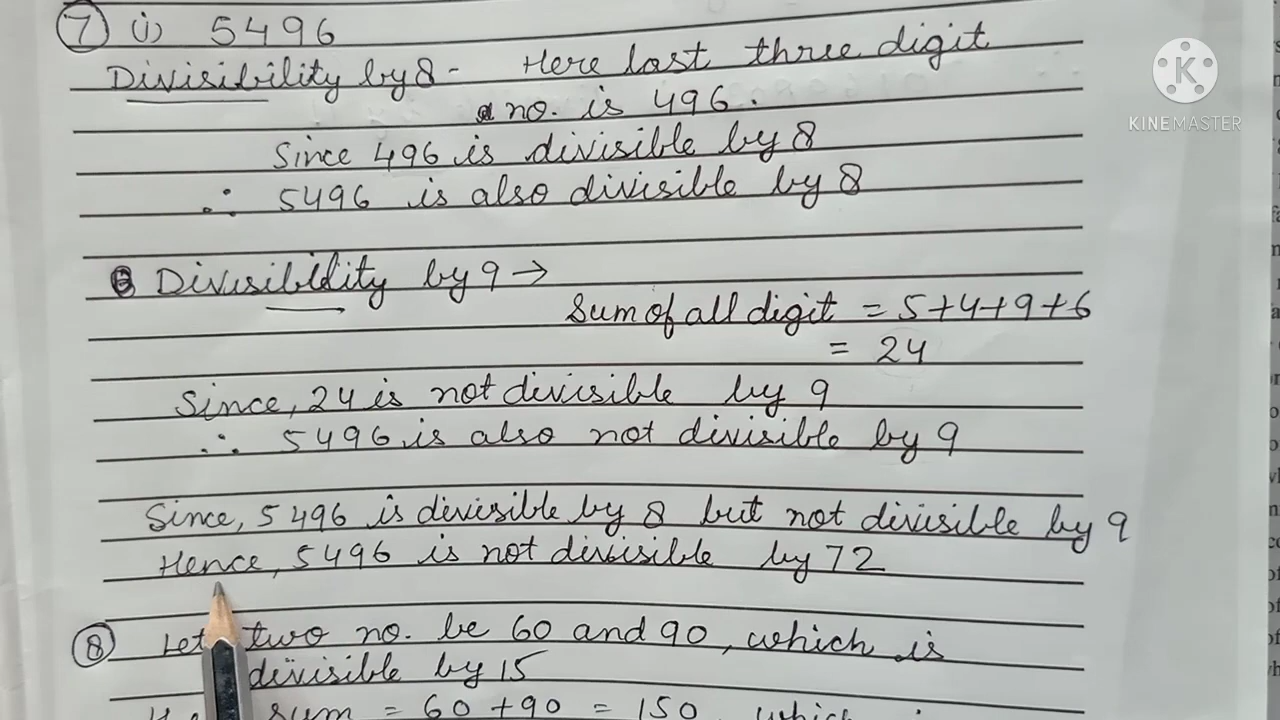 7 (i) 5496
Divisibility by 8 - Here last three digit
no. is 496.
Since 496 is divisible by 8
∴ 5496 is also divisible by 8
Divisibility by 9 →
Sum of all digit = 5+4+9+6
= 24
Since, 24 is not divisible by 9
∴ 5496 is also not divisible by 9
Since, 5496 is divisible by 8 but not divisible by 9
Hence, 5496 is not divisible by 72
8 Let two no. be 60 and 90, which is
divisible by 15
sum = 60 +90 = 150, which
K
KINEMASTER